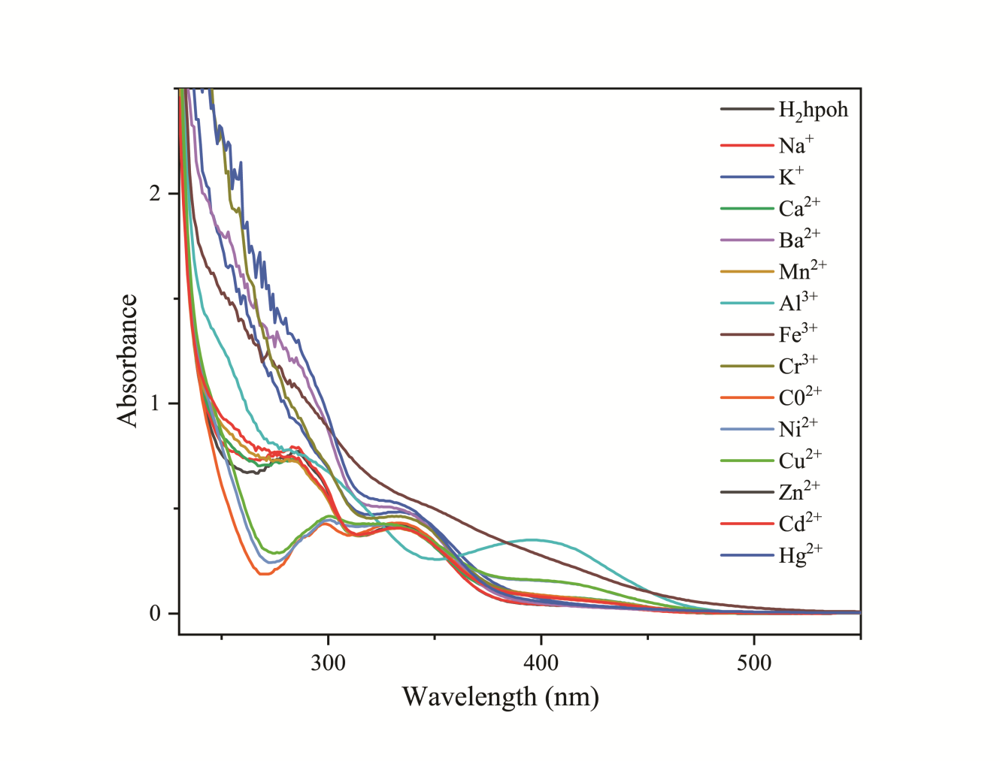 H₂hpoh
Na⁺
K⁺
Ca²⁺
Ba²⁺
Mn²⁺
Al³⁺
Fe³⁺
Cr³⁺
C0²⁺
Ni²⁺
Cu²⁺
Zn²⁺
Cd²⁺
Hg²⁺
Absorbance
2
1
0
300 400 500
Wavelength (nm)